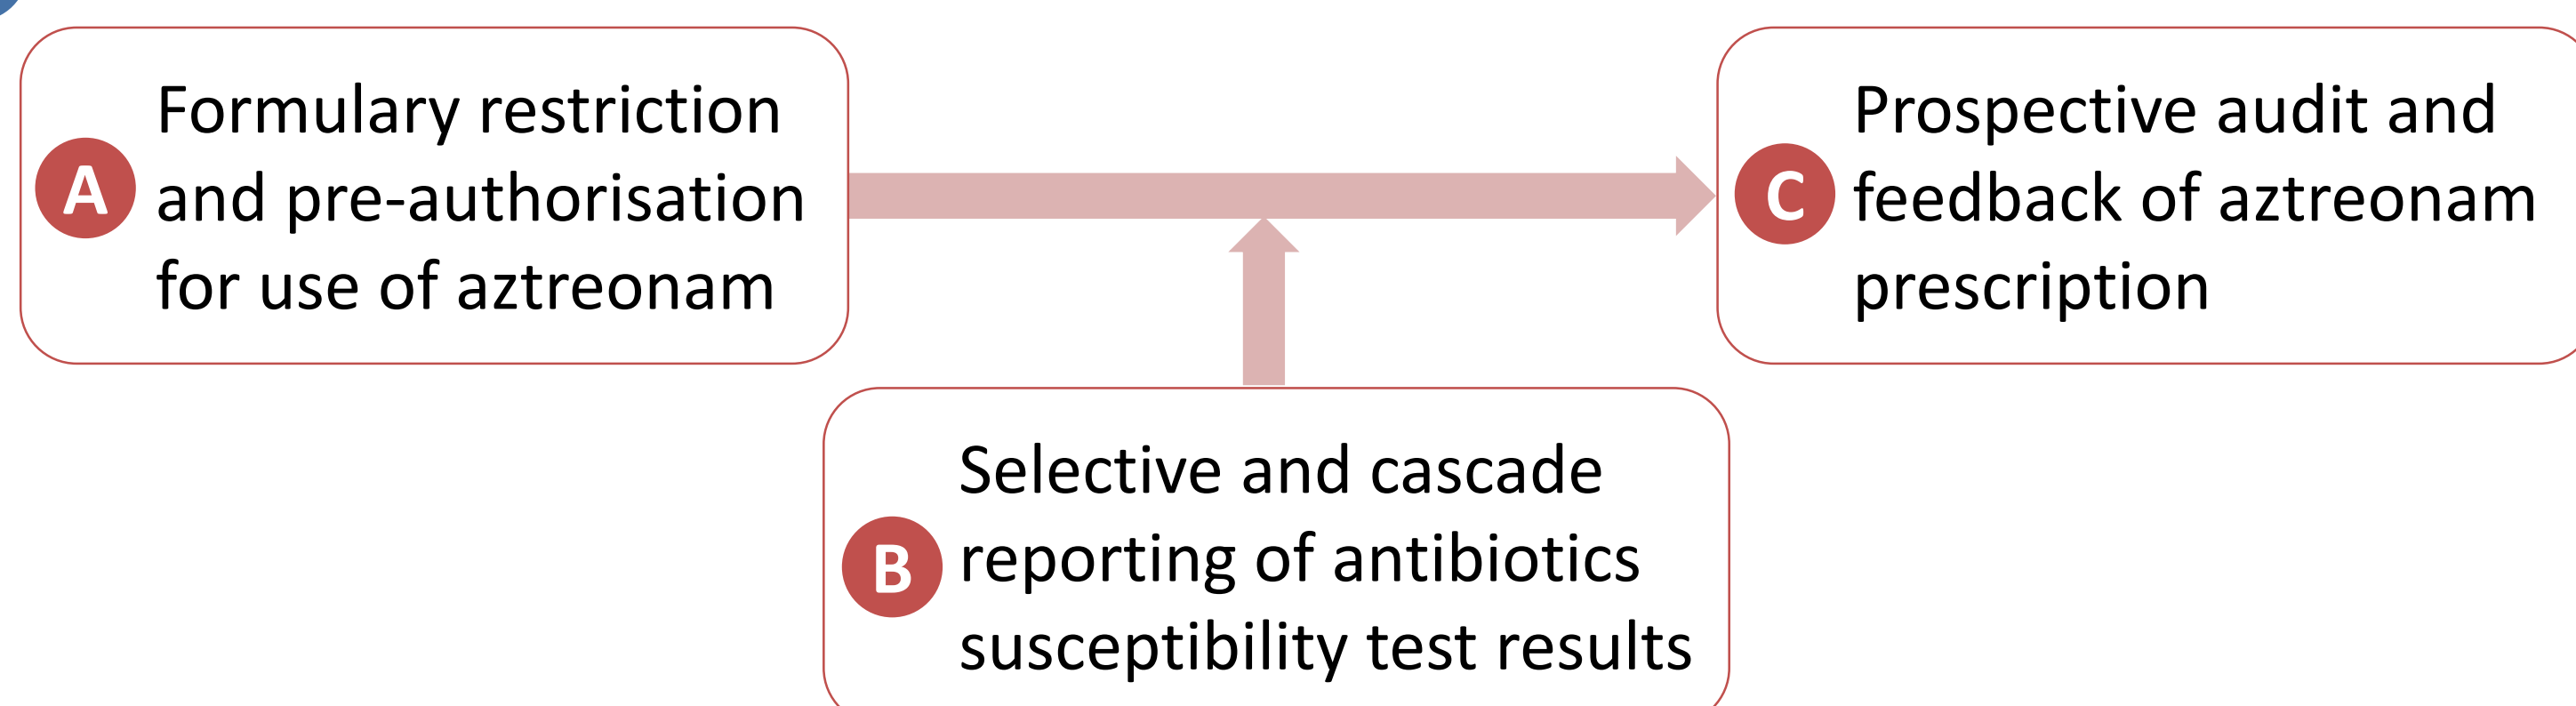 A
Formulary restriction
and pre-authorisation
for use of aztreonam
C
Prospective audit and
feedback of aztreonam
prescription
B
Selective and cascade
reporting of antibiotics
susceptibility test results